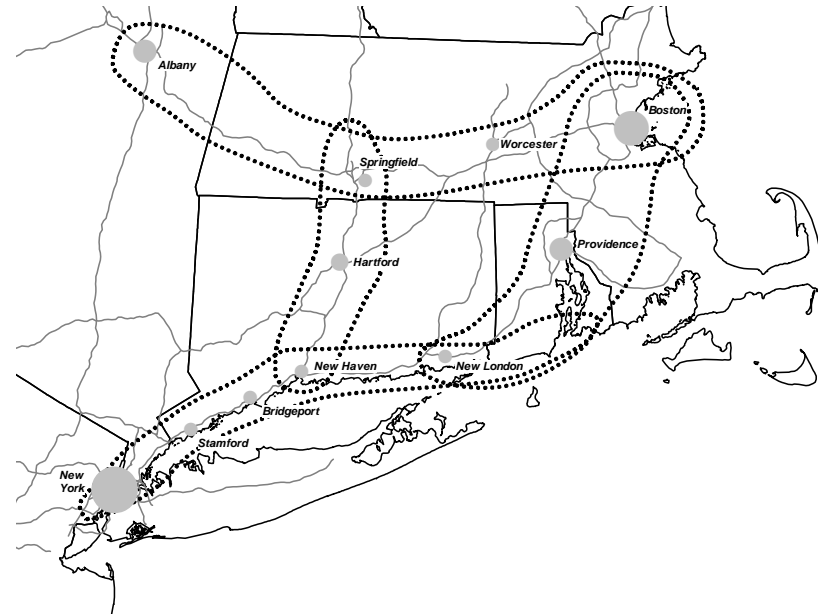 Albany
Boston
Worcester
Springfield
Providence
Hartford
New Haven
New London
Bridgeport
Stamford
New
York